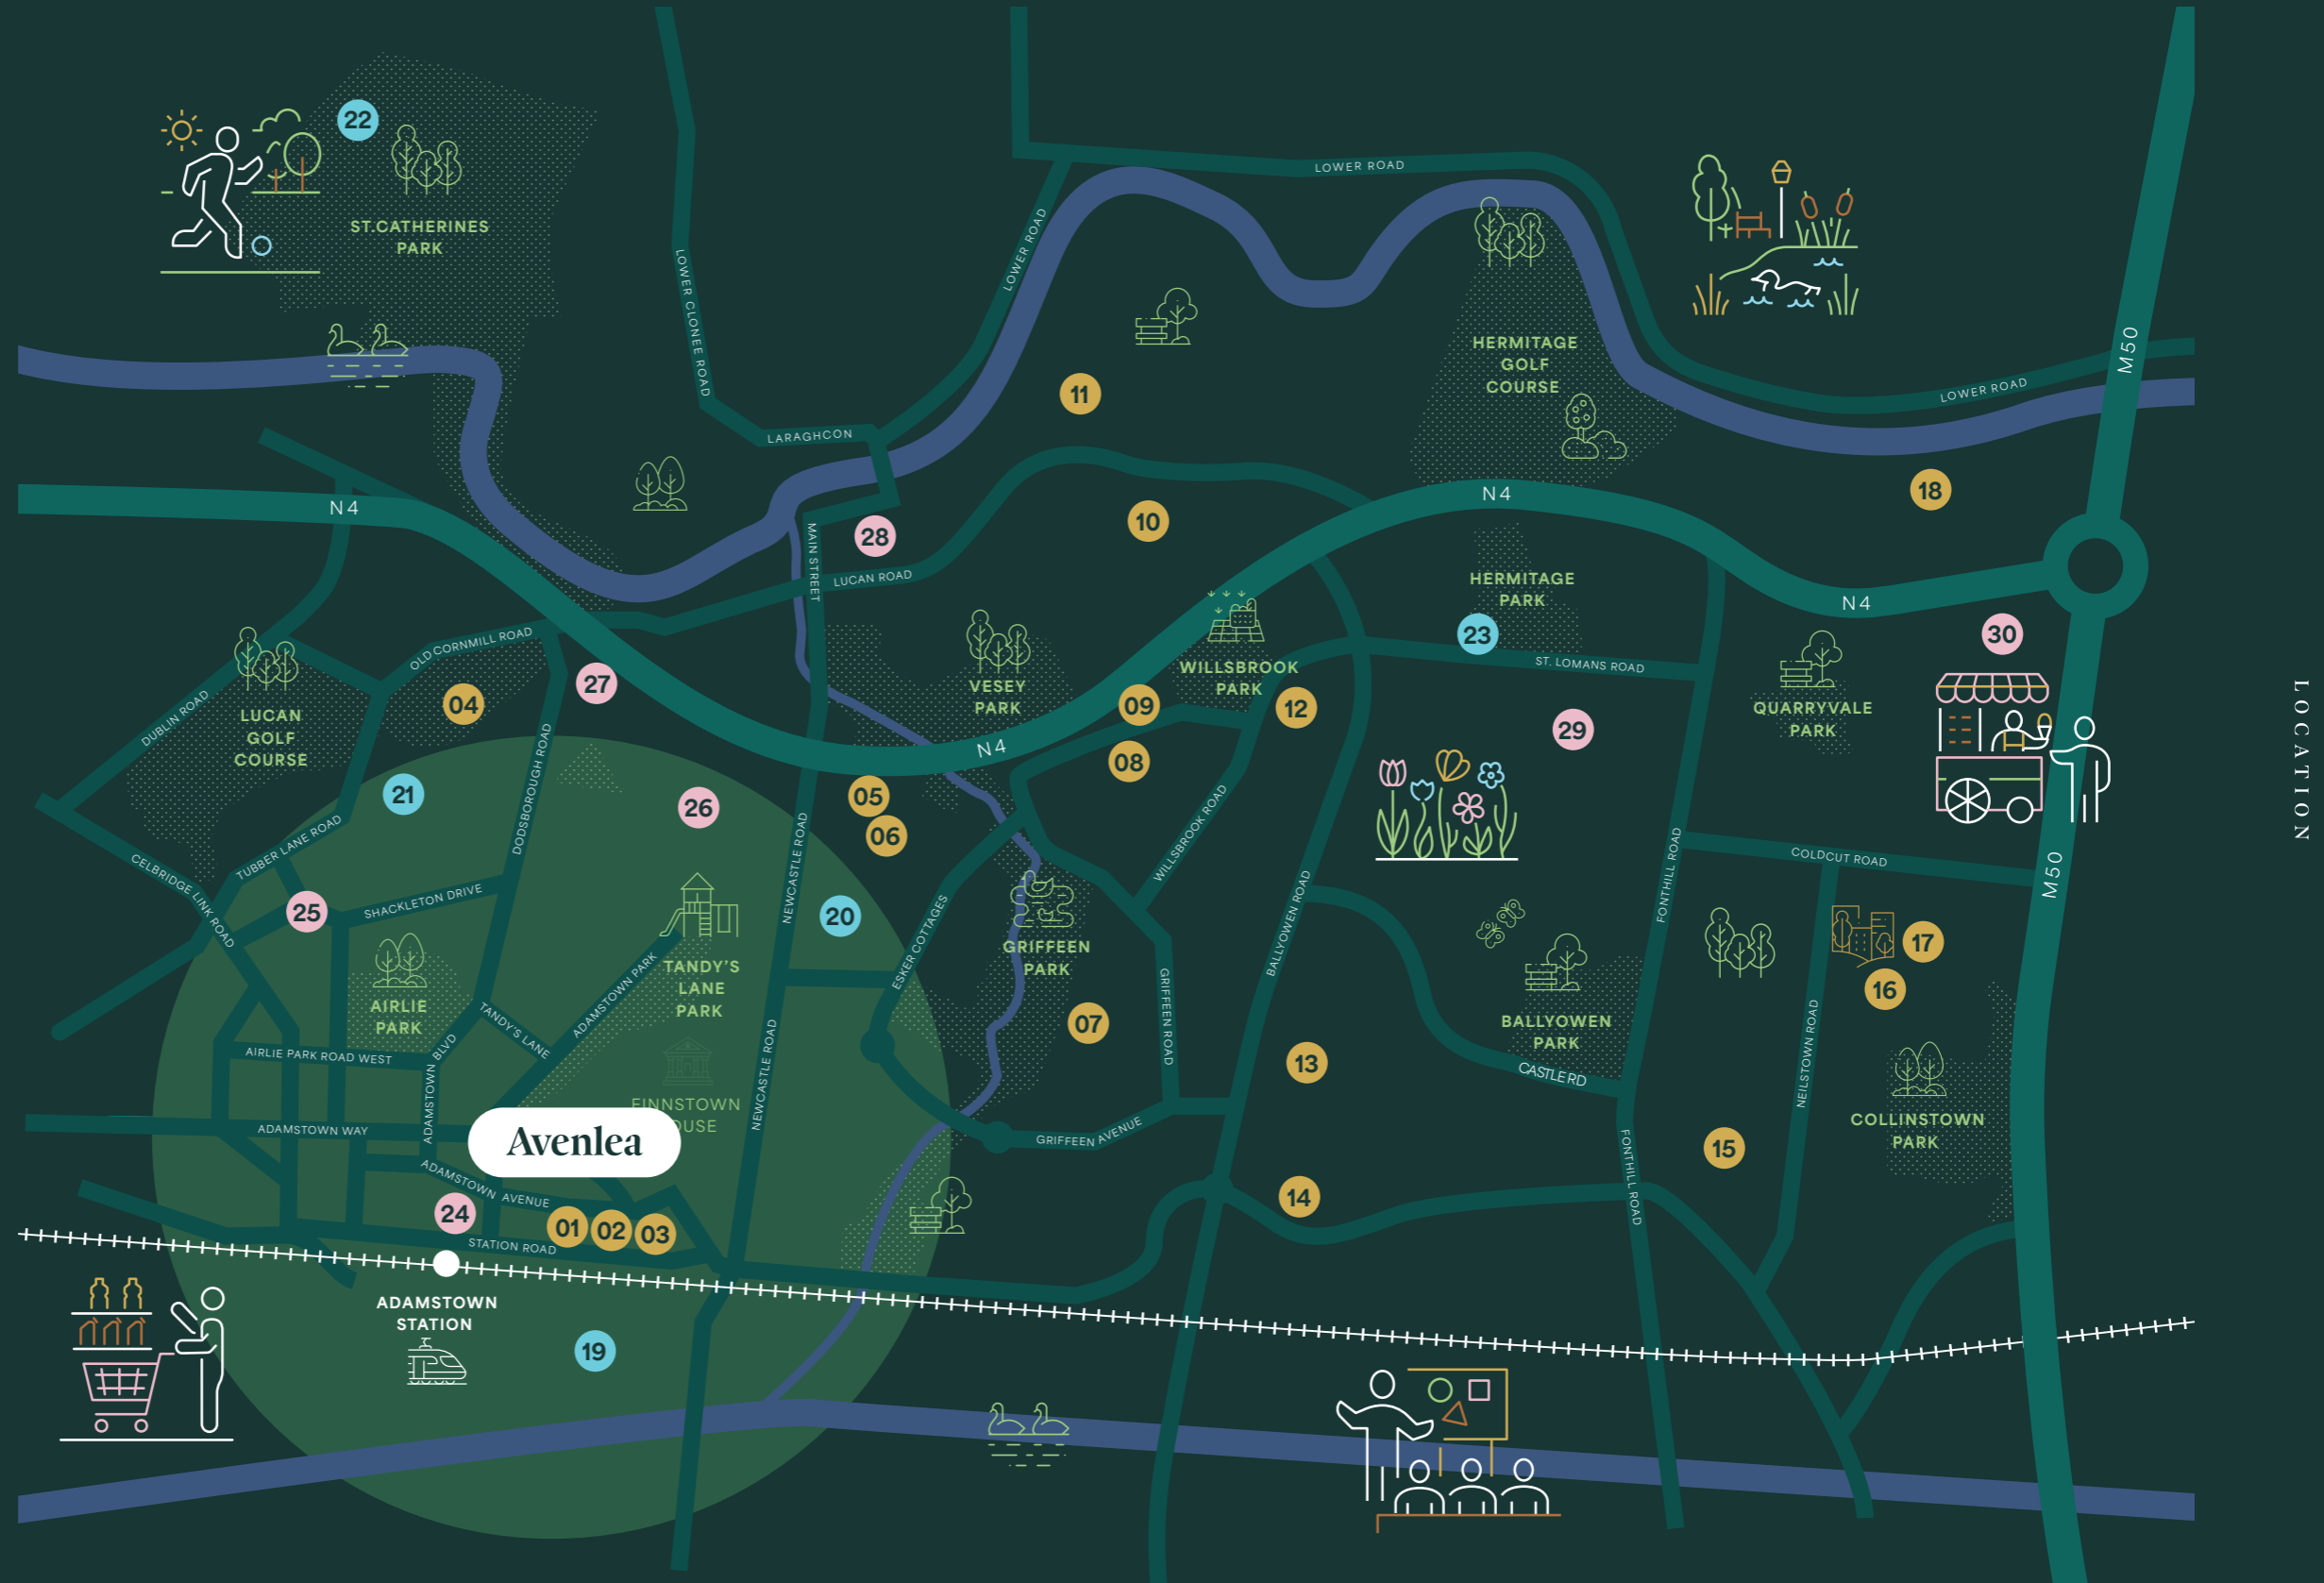 22
ST.CATHERINES
PARK
LOWER CLONEE ROAD
LOWER ROAD
LOWER ROAD
HERMITAGE
GOLF
COURSE
M50
LOWER ROAD
11
LARAGHCON
N4
N4
18
10
28
MAIN STREET
LUCAN ROAD
HERMITAGE
PARK
23
N4
30
OLD CORNMILL ROAD
27
04
DUBLIN ROAD
LUCAN
GOLF
COURSE
VESEY
PARK
WILLSBROOK
PARK
ST. LOMANS ROAD
09
12
29
QUARRYVALE
PARK
LOCATION
N4
08
21
26
05
06
DODSBOROUGH ROAD
NEWCASTLE ROAD
WILLSBROOK ROAD
TUBBER LANE ROAD
CELBRIDGE LINK ROAD
SHACKLETON DRIVE
25
20
ESKER COTTAGES
BALLYOWEN ROAD
FONTHILL ROAD
COLDCUT ROAD
M50
17
16
GRIFFEEN
PARK
TANDY'S
LANE
PARK
ADAMSTOWN PARK
AIRLIE
PARK
TANDY'S LANE
GRIFFEEN ROAD
07
BALLYOWEN
PARK
NEILSTOWN ROAD
AIRLIE PARK ROAD WEST
ADAMSTOWN BLVD
NEWCASTLE ROAD
13
CASTLE RD
FINNSTOWN
OUSE
Avenlea
COLLINSTOWN
PARK
ADAMSTOWN WAY
GRIFFEEN AVENUE
15
FONTHILL ROAD
ADAMSTOWN AVENUE
14
24
01
02
03
STATION ROAD
ADAMSTOWN
STATION
19